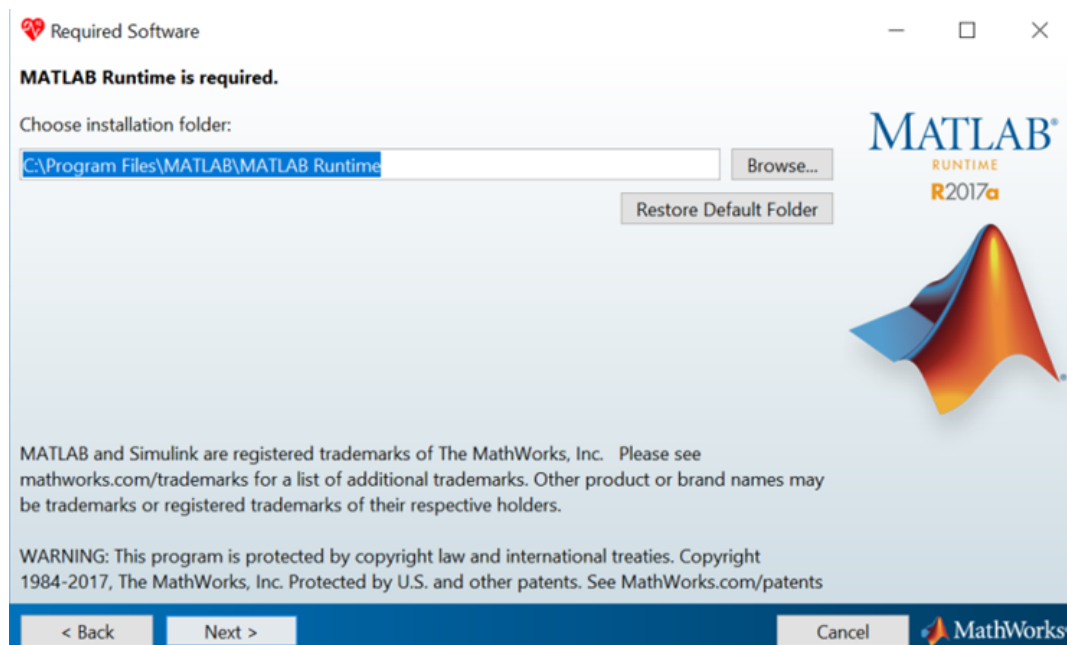 Required Software
MATLAB Runtime is required.
Choose installation folder:
C:\Program Files\MATLAB\MATLAB Runtime
Browse...
Restore Default Folder
MATLAB®
RUNTIME
R2017a
®
MATLAB and Simulink are registered trademarks of The MathWorks, Inc.   Please see
mathworks.com/trademarks for a list of additional trademarks. Other product or brand names may
be trademarks or registered trademarks of their respective holders.
WARNING: This program is protected by copyright law and international treaties. Copyright
1984-2017, The MathWorks, Inc. Protected by U.S. and other patents. See MathWorks.com/patents
< Back
Next >
Cancel
MathWorks®